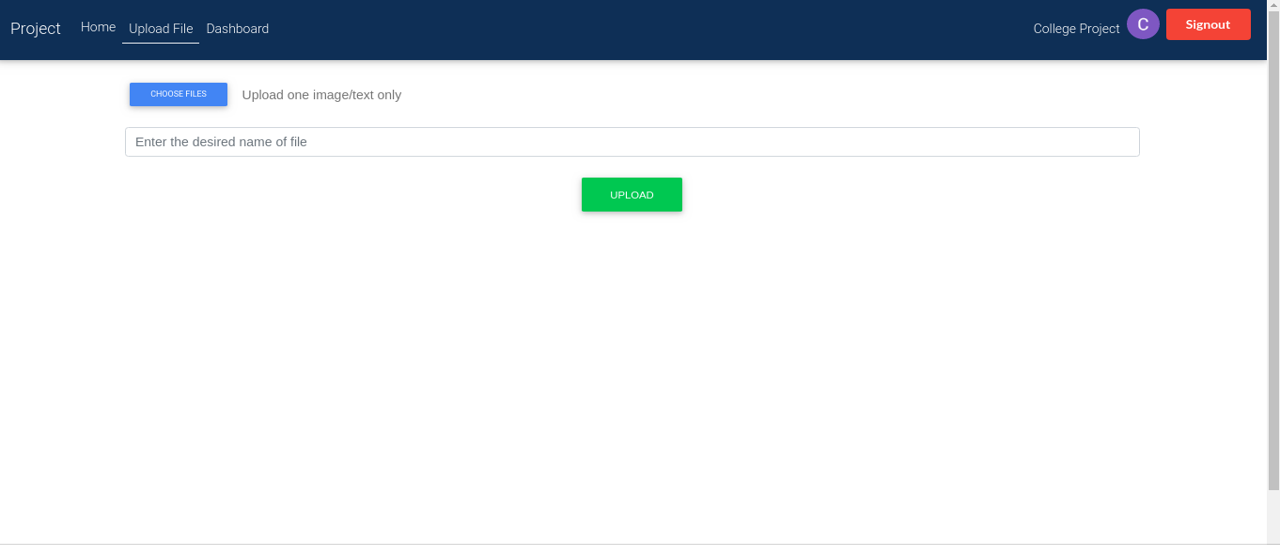 Project Home Upload File Dashboard College Project C Signout
CHOOSE FILES Upload one image/text only
Enter the desired name of file
UPLOAD